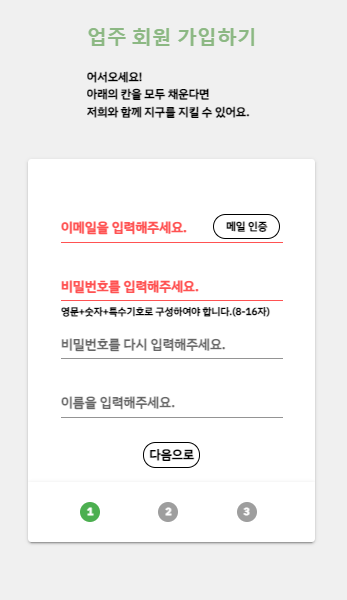 업주 회원 가입하기
어서오세요!
아래의 칸을 모두 채운다면
저희와 함께 지구를 지킬 수 있어요.
이메일을 입력해주세요.
메일 인증
비밀번호를 입력해주세요.
영문+숫자+특수기호로 구성하여야 합니다.(8-16자)
비밀번호를 다시 입력해주세요.
이름을 입력해주세요.
다음으로
1 2 3